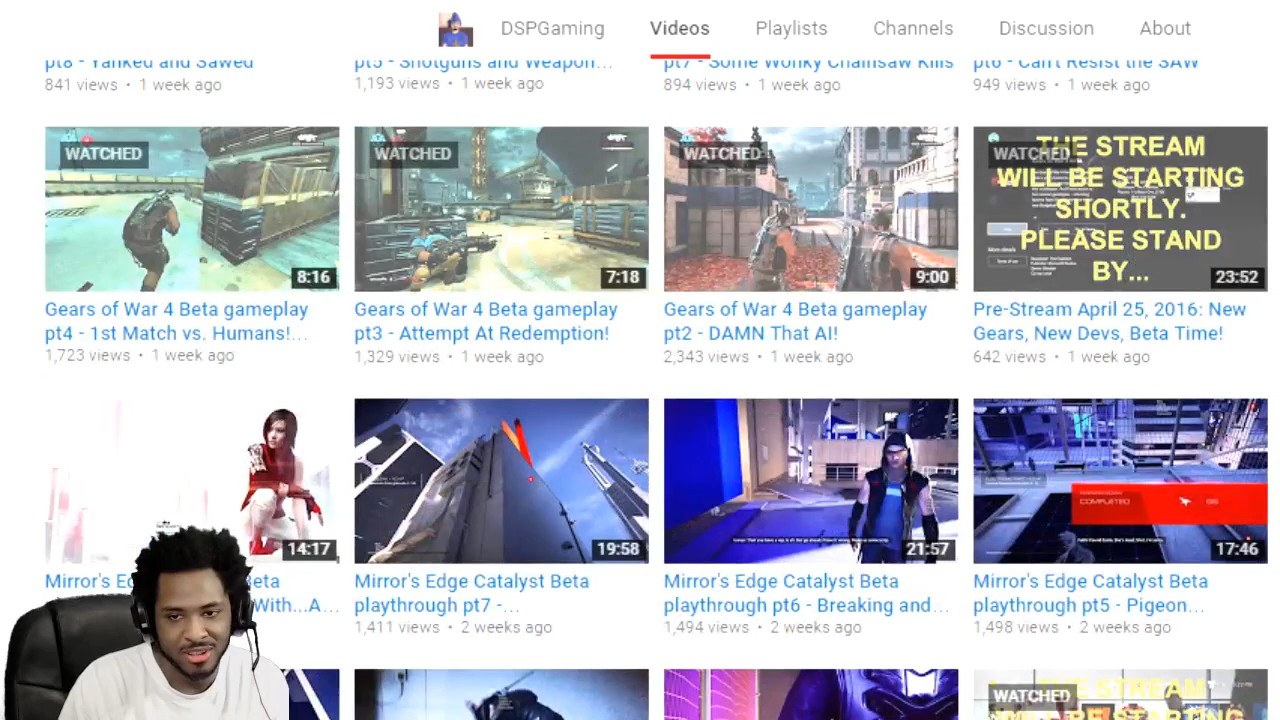 DSPGaming Videos Playlists Channels Discussion About
pt8 - Yanked and Sawed
841 views • 1 week ago
pt5 - Shotguns and Weapon...
1,193 views • 1 week ago
pt7 - Some Wonky Chainsaw Kills
894 views • 1 week ago
pt6 - Can't Resist the SAW
949 views • 1 week ago
WATCHED
8:16
Gears of War 4 Beta gameplay
pt4 - 1st Match vs. Humans!...
1,723 views • 1 week ago
WATCHED
7:18
Gears of War 4 Beta gameplay
pt3 - Attempt At Redemption!
1,329 views • 1 week ago
WATCHED
9:00
Gears of War 4 Beta gameplay
pt2 - DAMN That AI!
2,343 views • 1 week ago
WATCHED
THE STREAM
WILL BE STARTING
SHORTLY.
PLEASE STAND
BY...
23:52
Pre-Stream April 25, 2016: New
Gears, New Devs, Beta Time!
642 views • 1 week ago
14:17
Mirror's Beta
With...A...
19:58
Mirror's Edge Catalyst Beta
playthrough pt7 -...
1,411 views • 2 weeks ago
21:57
Mirror's Edge Catalyst Beta
playthrough pt6 - Breaking and...
1,494 views • 2 weeks ago
COMPLETED
17:46
Mirror's Edge Catalyst Beta
playthrough pt5 - Pigeon...
1,498 views • 2 weeks ago
WATCHED
THE STREAM
WILL BE STARTING